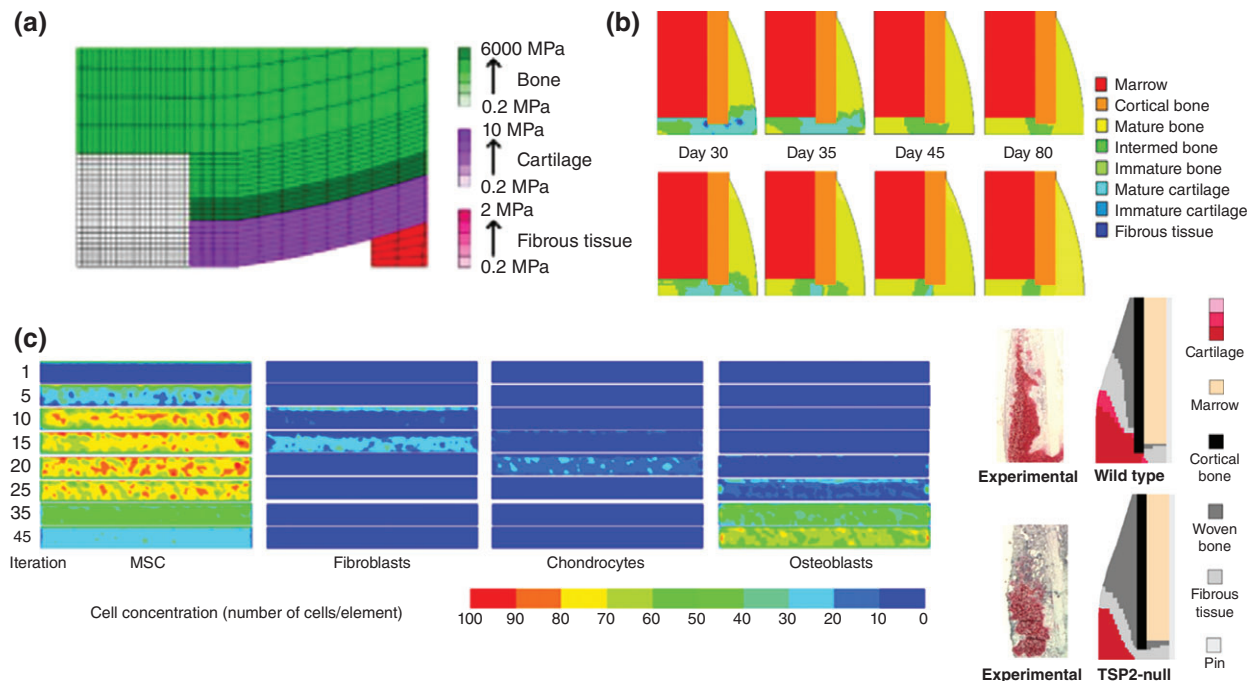 (a)
6000 MPa
Bone
0.2 MPa
10 MPa
Cartilage
0.2 MPa
2 MPa
Fibrous tissue
0.2 MPa
(b)
Day 30
Day 35
Day 45
Day 80
Marrow
Cortical bone
Mature bone
Intermed bone
Immature bone
Mature cartilage
Immature cartilage
Fibrous tissue
(c)
1
5
10
15
20
25
35
45
Iteration
MSC
Fibroblasts
Chondrocytes
Osteoblasts
Cell concentration (number of cells/element)
100 90 80 70 60 50 40 30 20 10 0
Experimental
Wild type
Experimental
TSP2-null
Cartilage
Marrow
Cortical
bone
Woven
bone
Fibrous
tissue
Pin